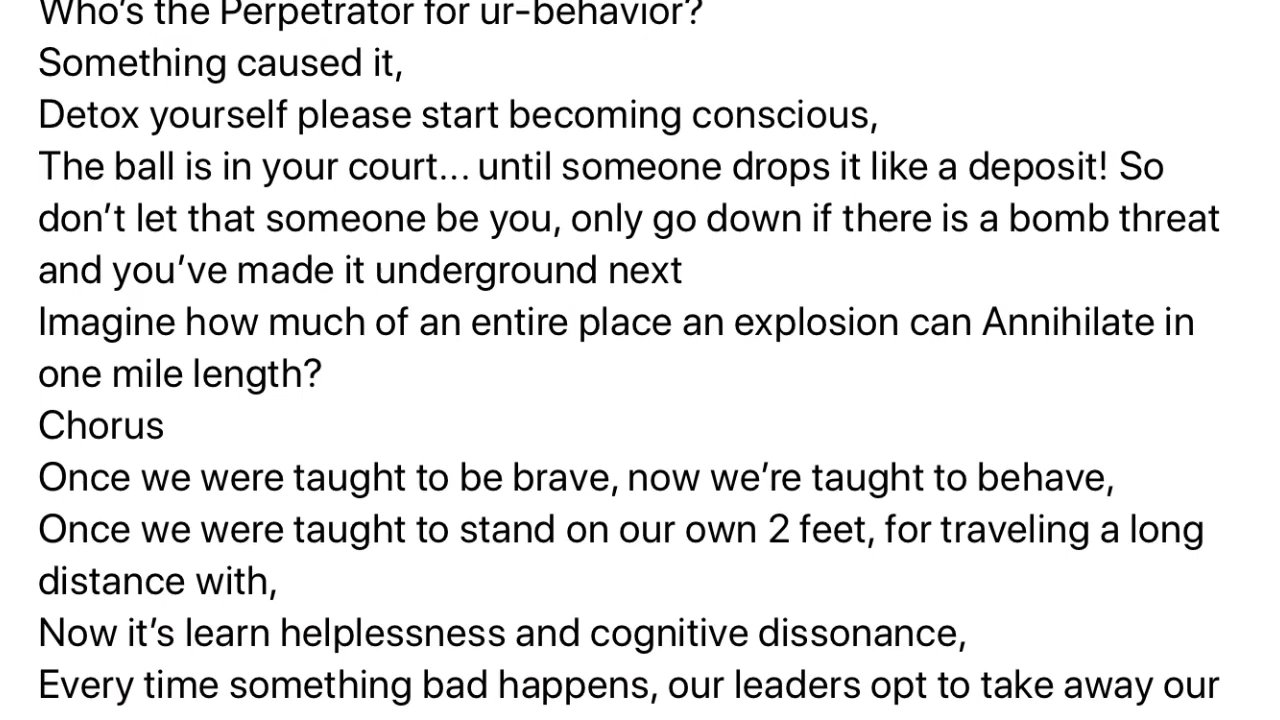 Who's the Perpetrator for ur-behavior?
Something caused it,
Detox yourself please start becoming conscious,
The ball is in your court... until someone drops it like a deposit! So
don't let that someone be you, only go down if there is a bomb threat
and you've made it underground next
Imagine how much of an entire place an explosion can Annihilate in
one mile length?
Chorus
Once we were taught to be brave, now we're taught to behave,
Once we were taught to stand on our own 2 feet, for traveling a long
distance with,
Now it's learn helplessness and cognitive dissonance,
Every time something bad happens, our leaders opt to take away our